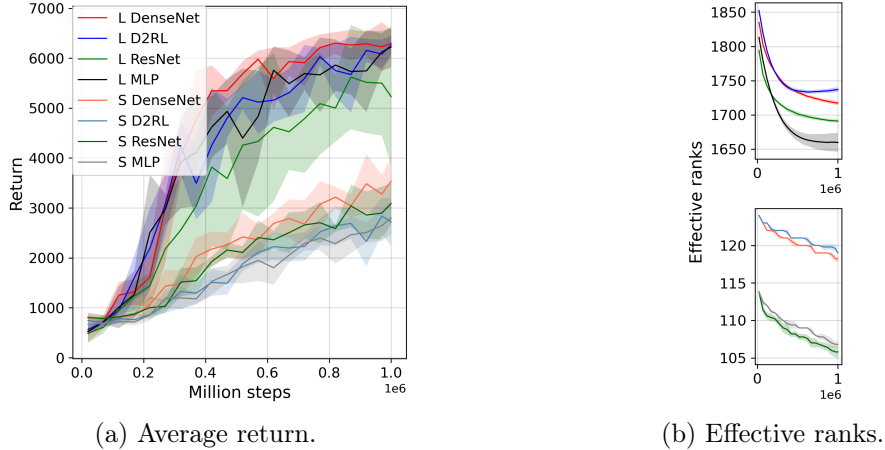 7000
6000
5000
4000
3000
2000
1000
0
Return
L DenseNet
L D2RL
L ResNet
L MLP
S DenseNet
S D2RL
S ResNet
S MLP
0.0 0.2 0.4 0.6 0.8 1.0
1e6
Million steps
(a) Average return.
Effective ranks
1850
1800
1750
1700
1650
0 1
1e6
120
115
110
105
0 1
1e6
(b) Effective ranks.